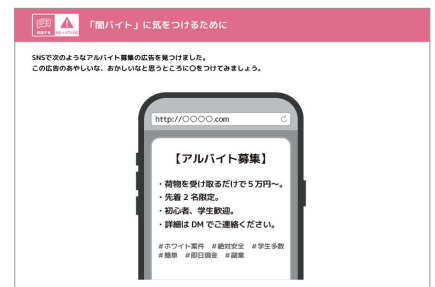 「闇バイト」に気をつけるために
SNSで次のようなアルバイト募集の広告を見つけました。
この広告のあやしいな、おかしいなと思うところに○をつけてみましょう。
http://〇〇〇〇.com
【アルバイト募集】
・荷物を受け取るだけで5万円～。
・先着2名限定。
・初心者、学生歓迎。
・詳細はDMでご連絡ください。
#ホワイト案件 #絶対安全 #学生多数
#簡単 #即日現金 #副業